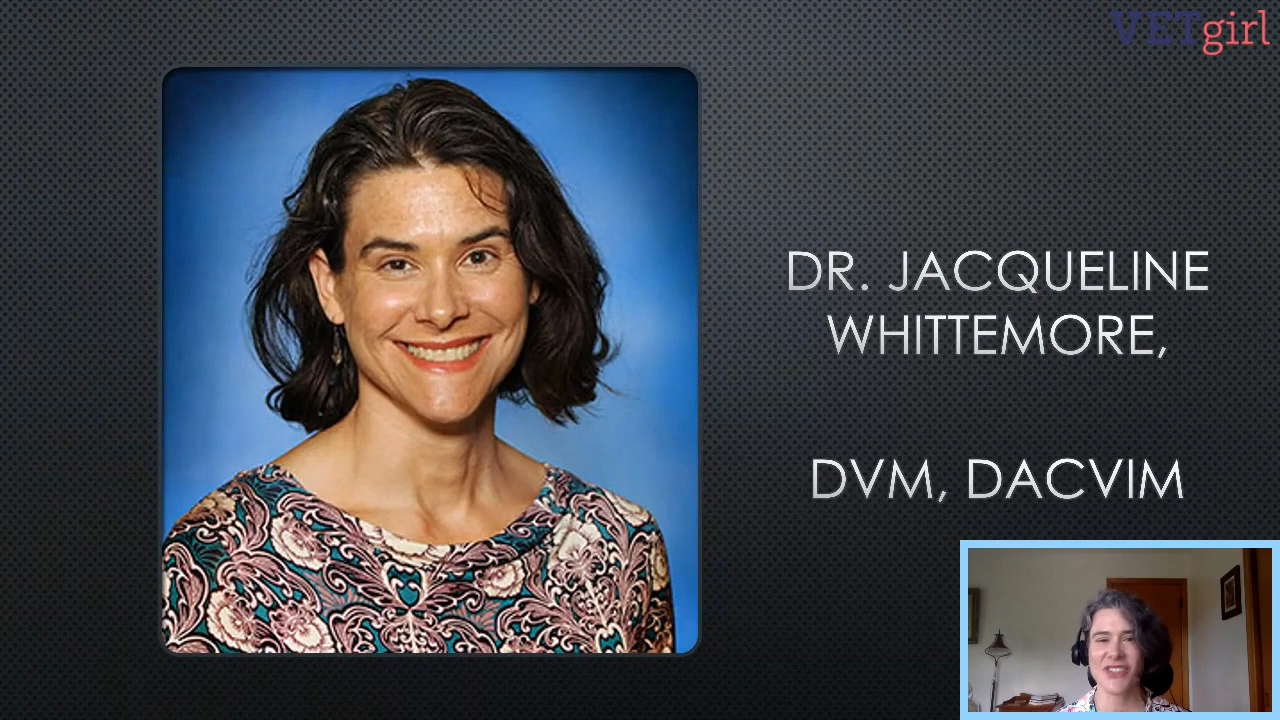 VETgirl
DR. JACQUELINE
WHITTEMORE,
DVM, DACVIM